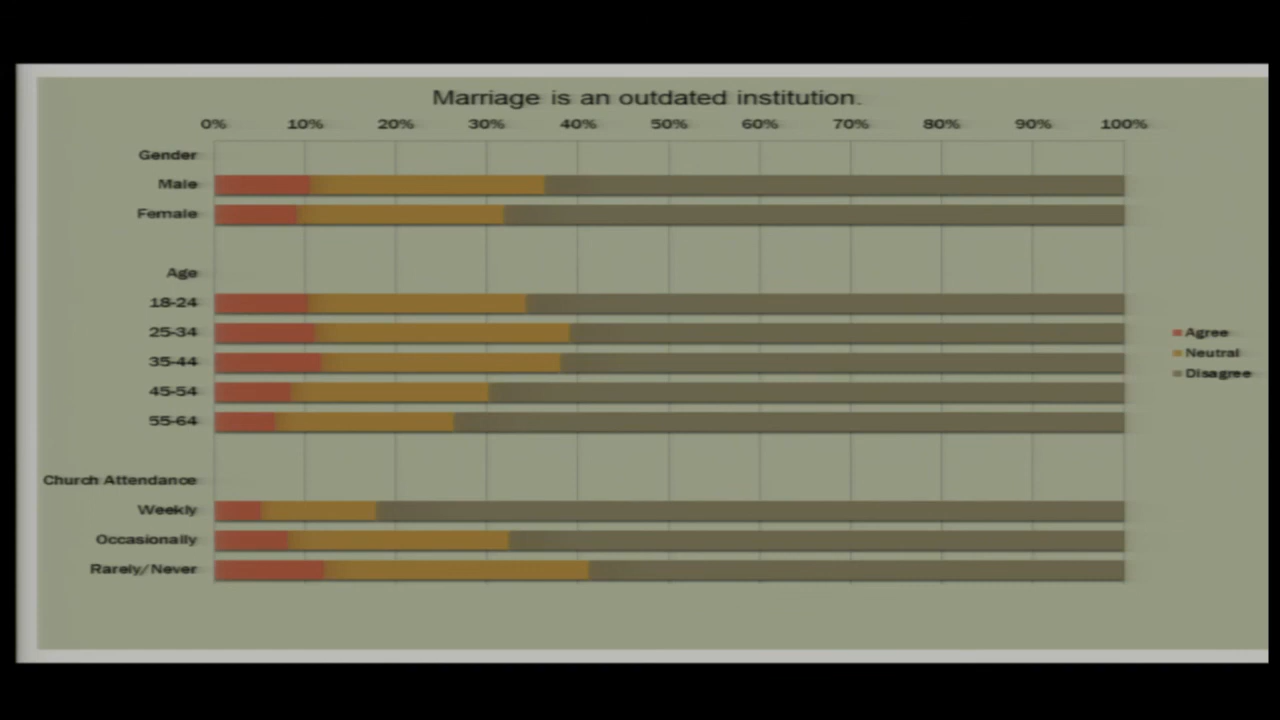 Marriage is an outdated institution.
0% 10% 20% 30% 40% 50% 60% 70% 80% 90% 100%
Gender
Male
Female
Age
18-24
25-34
35-44
45-54
55-64
Church Attendance
Weekly
Occasionally
Rarely/Never
Agree
Neutral
Disagree